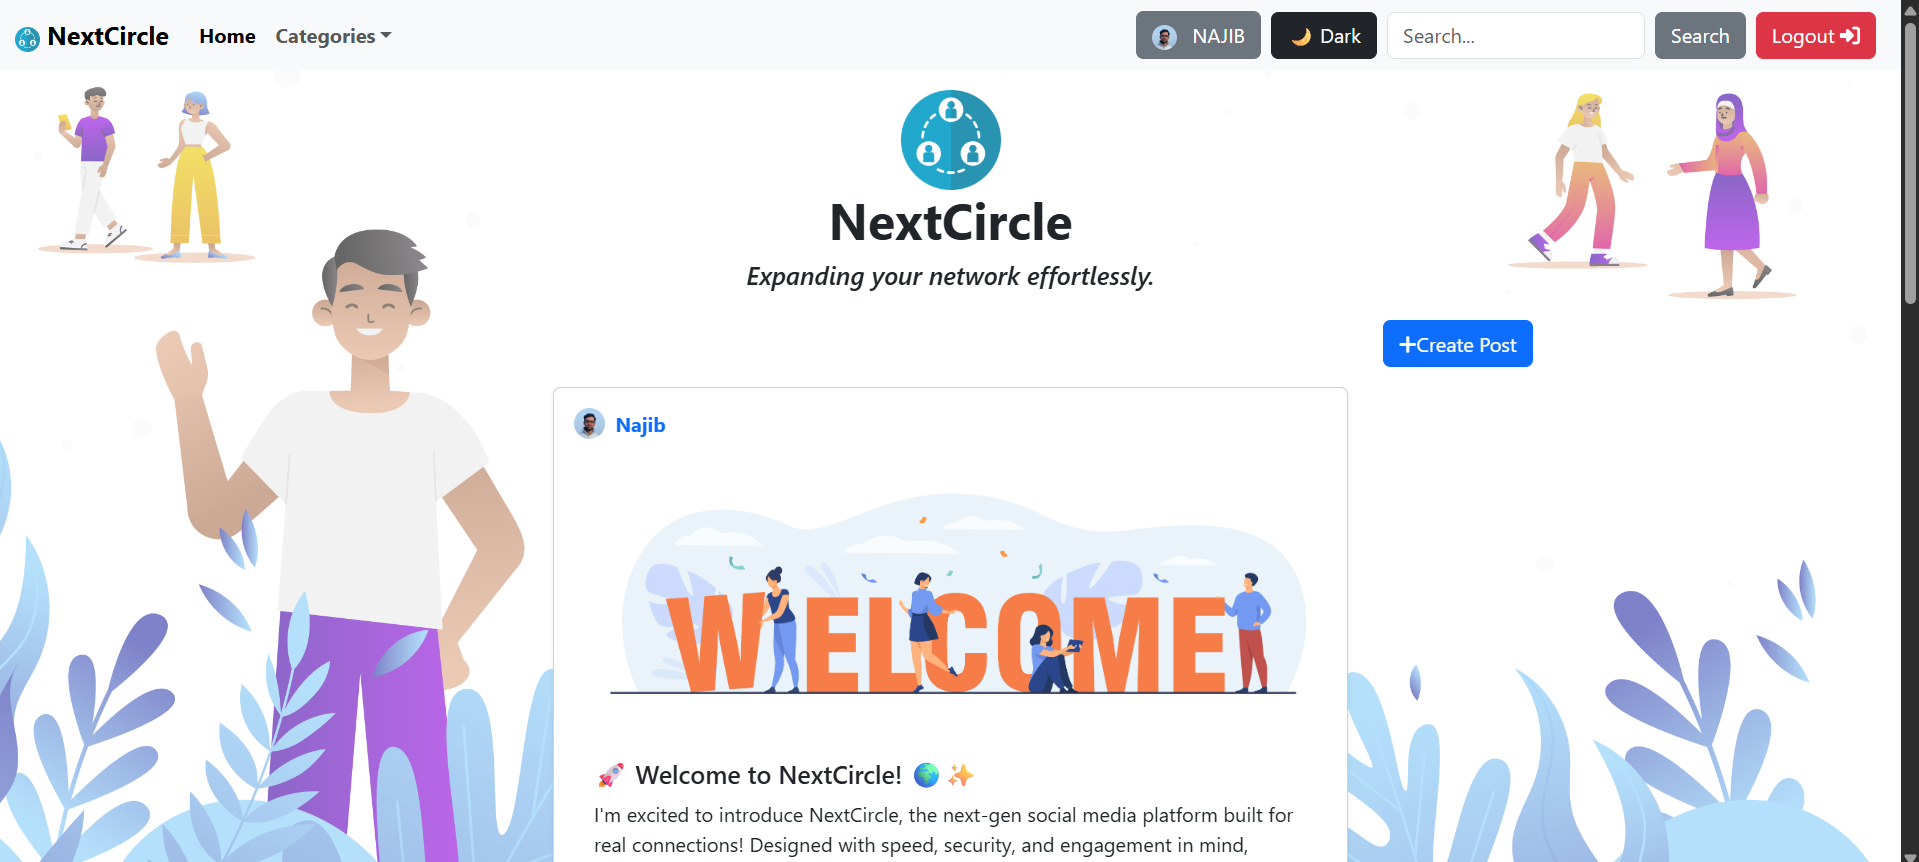 NextCircle Home Categories NAJIB Dark Search... Search Logout
NextCircle
Expanding your network effortlessly.
Create Post
Najib
WELCOME
🚀 Welcome to NextCircle! 🌍 ✨
I'm excited to introduce NextCircle, the next-gen social media platform built for
real connections! Designed with speed, security, and engagement in mind,